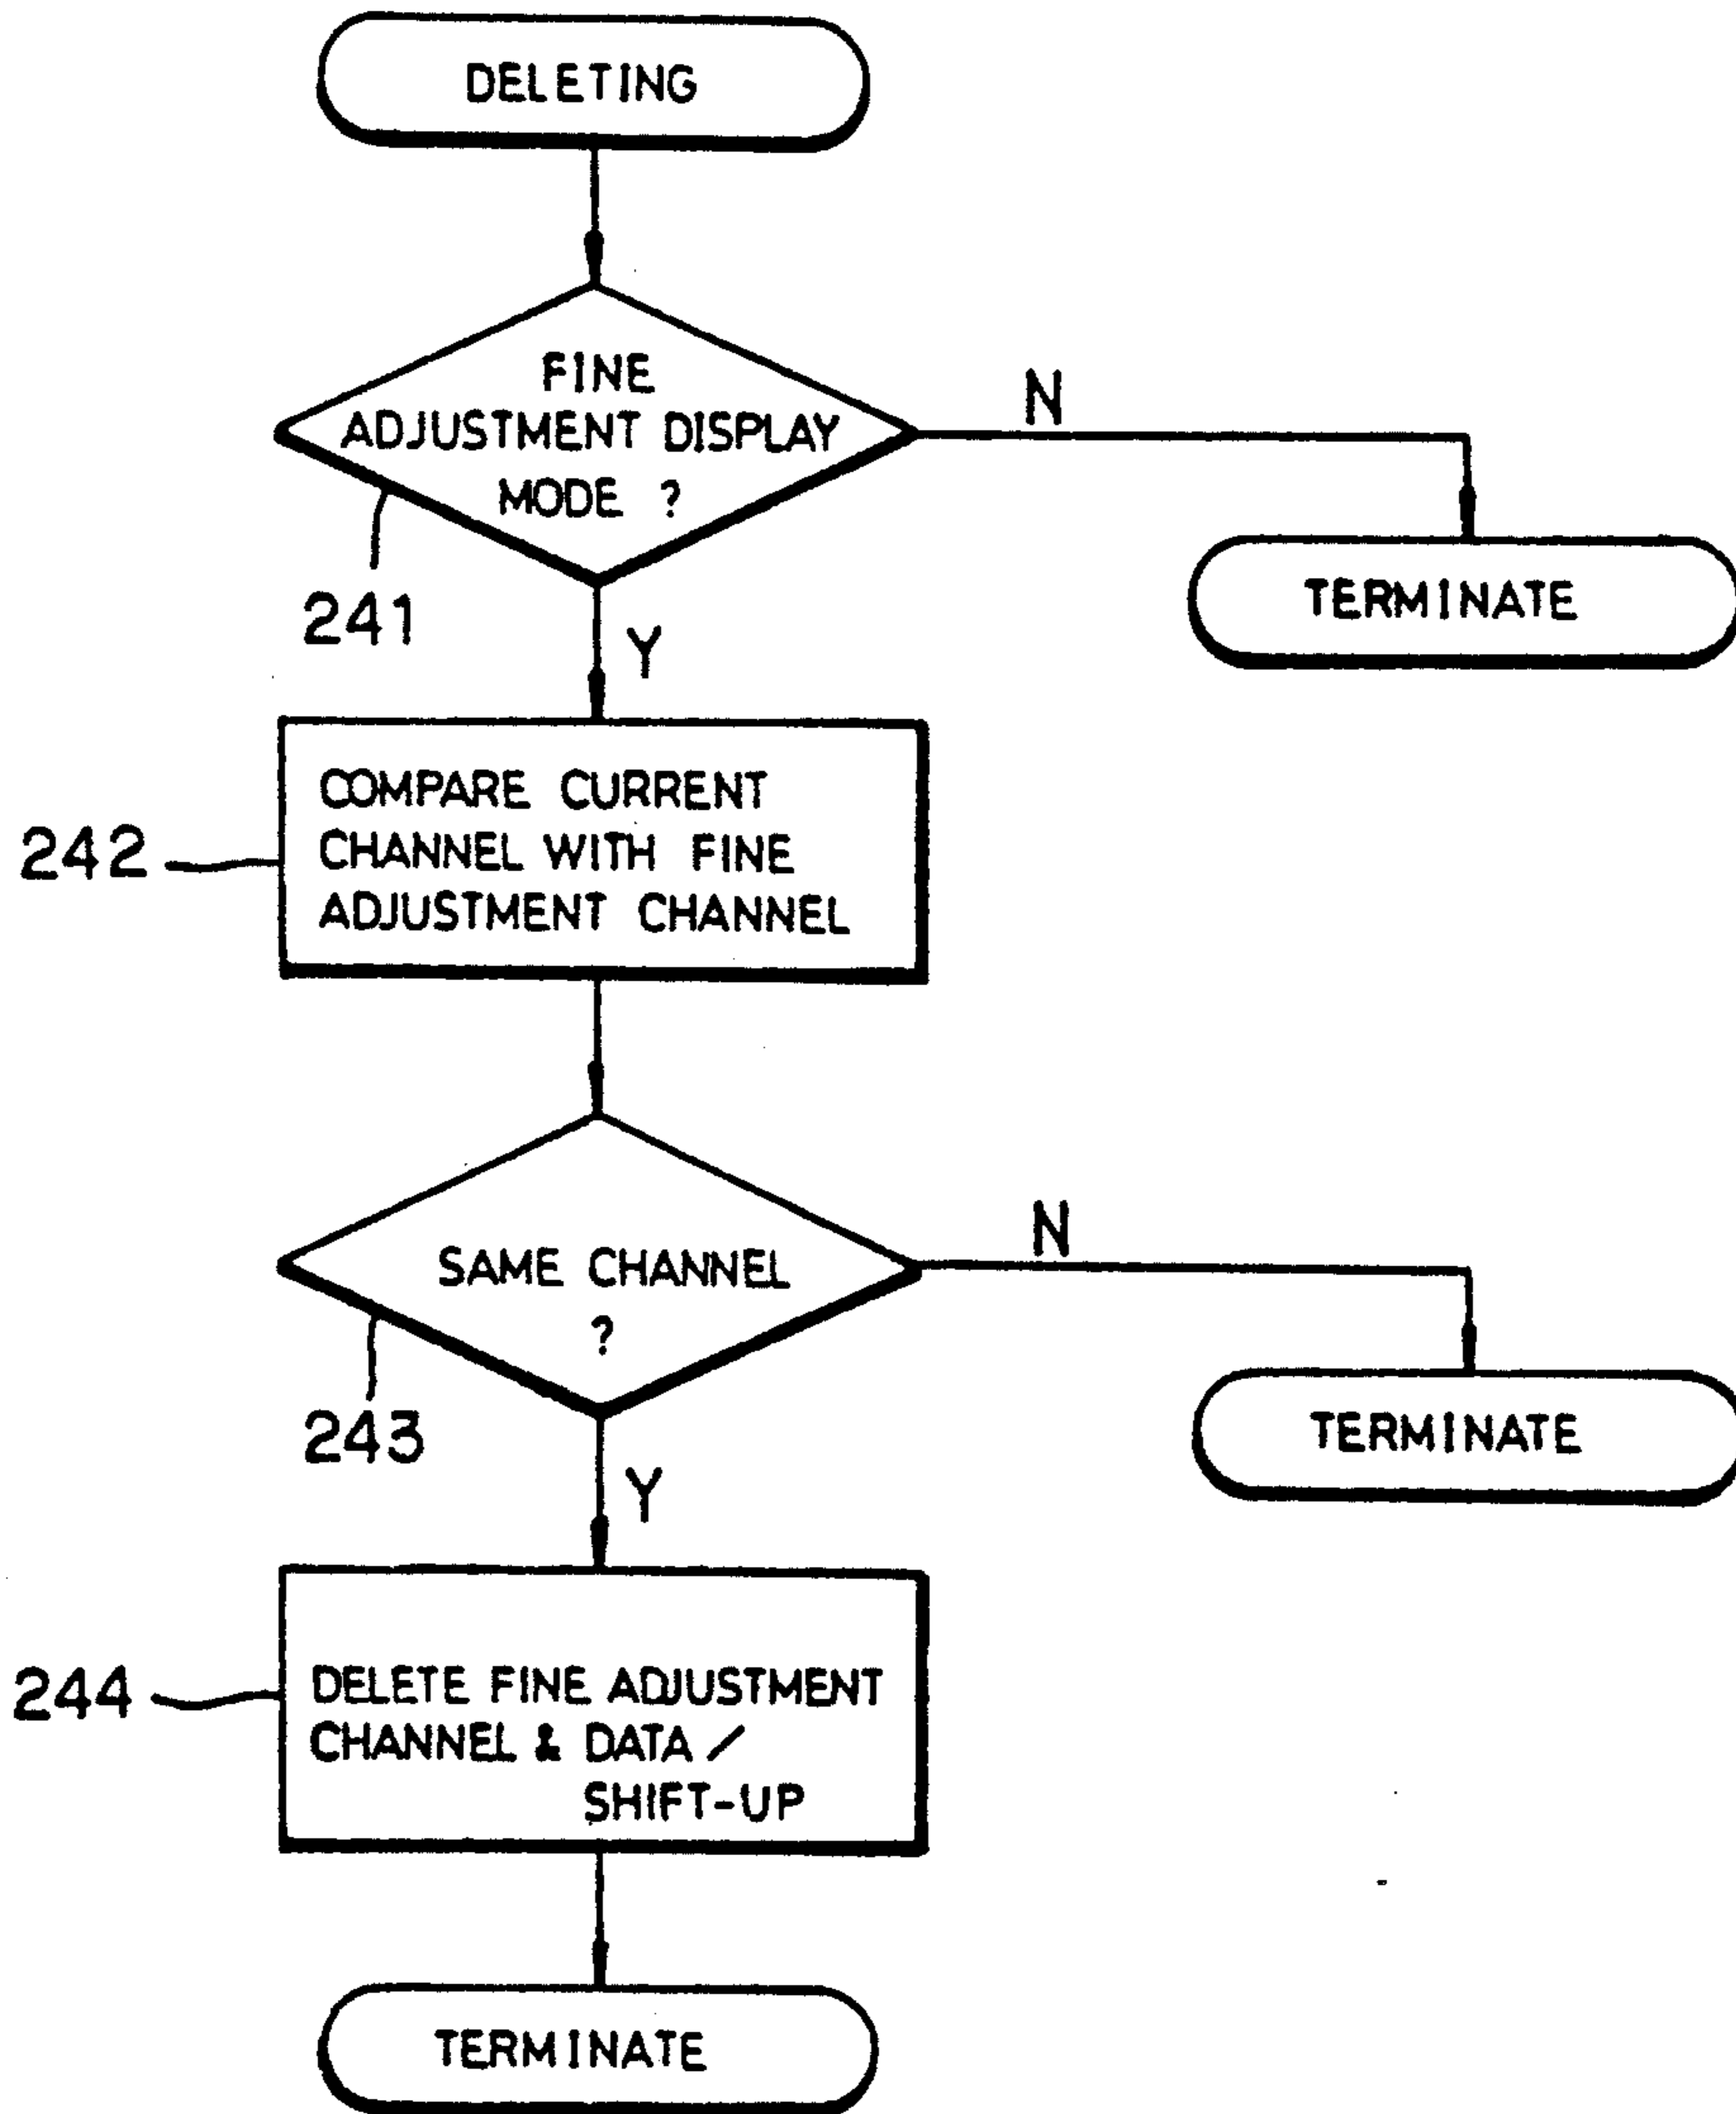 DELETING
FINE
ADJUSTMENT DISPLAY
MODE ?
N
241
Y
TERMINATE
COMPARE CURRENT
CHANNEL WITH FINE
ADJUSTMENT CHANNEL
242
SAME CHANNEL
?
N
243
Y
TERMINATE
DELETE FINE ADJUSTMENT
CHANNEL & DATA /
SHIFT-UP
244
TERMINATE